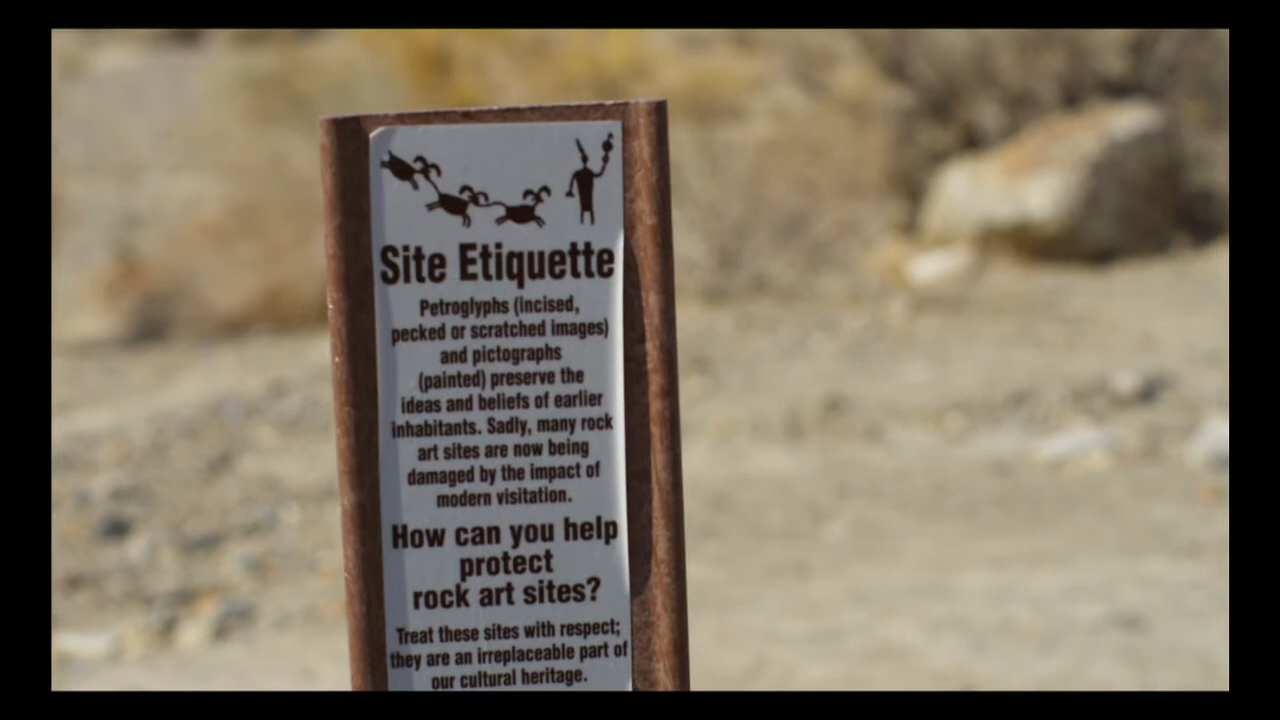 Site Etiquette
Petroglyphs (incised,
pecked or scratched images)
and pictographs
(painted) preserve the
ideas and beliefs of earlier
inhabitants. Sadly, many rock
art sites are now being
damaged by the impact of
modern visitation.
How can you help
protect
rock art sites?
Treat these sites with respect;
they are an irreplaceable part of
our cultural heritage.